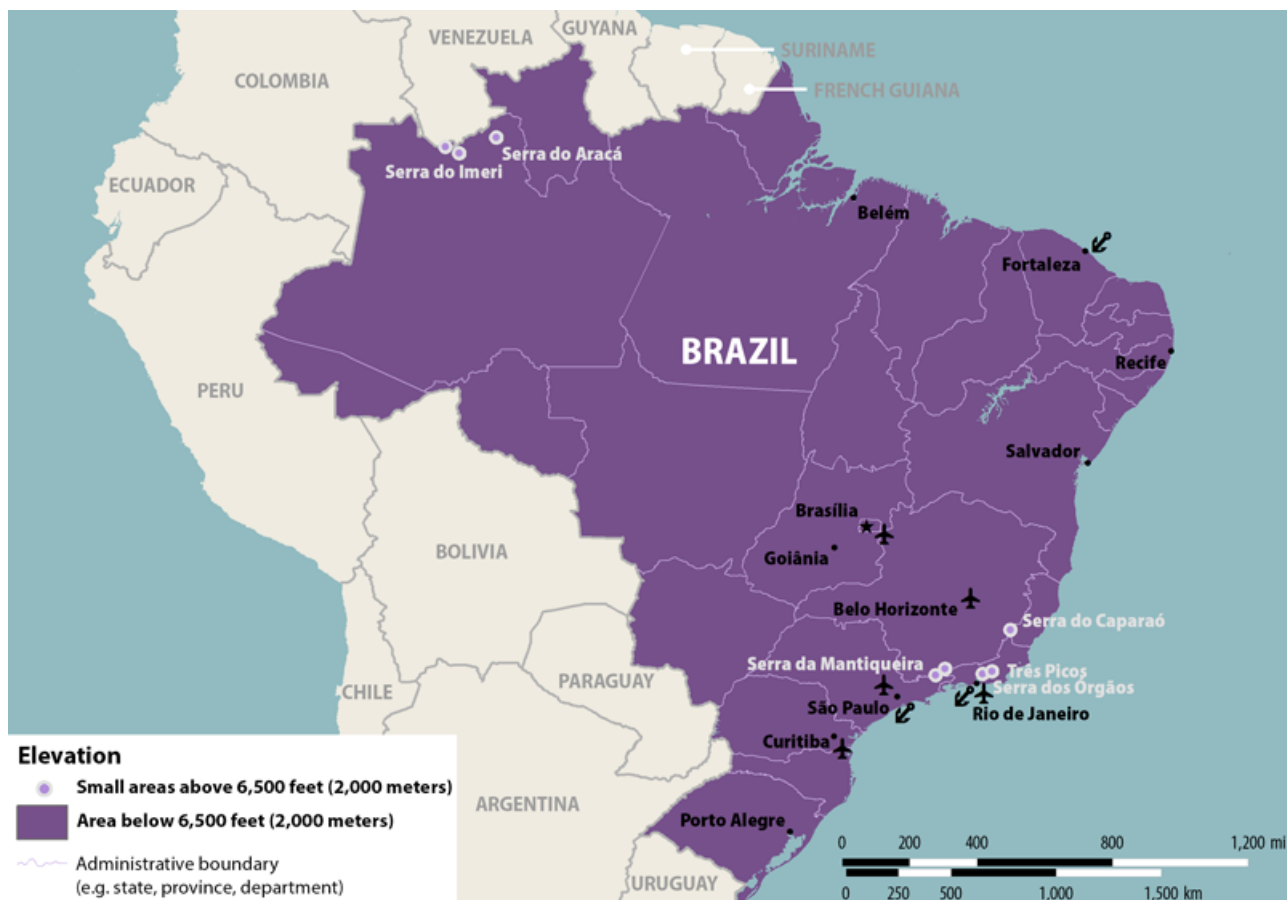 GUYANA
VENEZUELA
SURINAME
COLOMBIA
FRENCH GUIANA
Serra do Aracá
Serra do Imeri
ECUADOR
Belém
Fortaleza
BRAZIL
Recife
PERU
Salvador
Brasília
BOLIVIA
Goiânia
Belo Horizonte
Serra do Caparaó
Serra da Mantiqueira
Três Picos
PARAGUAY
Serra dos Órgãos
CHILE
São Paulo
Rio de Janeiro
Curitiba
Elevation
Small areas above 6,500 feet (2,000 meters)
ARGENTINA
Area below 6,500 feet (2,000 meters)
Porto Alegre
Administrative boundary
(e.g. state, province, department)
URUGUAY
0 200 400 800 1,200 mi
0 250 500 1,000 1,500 km